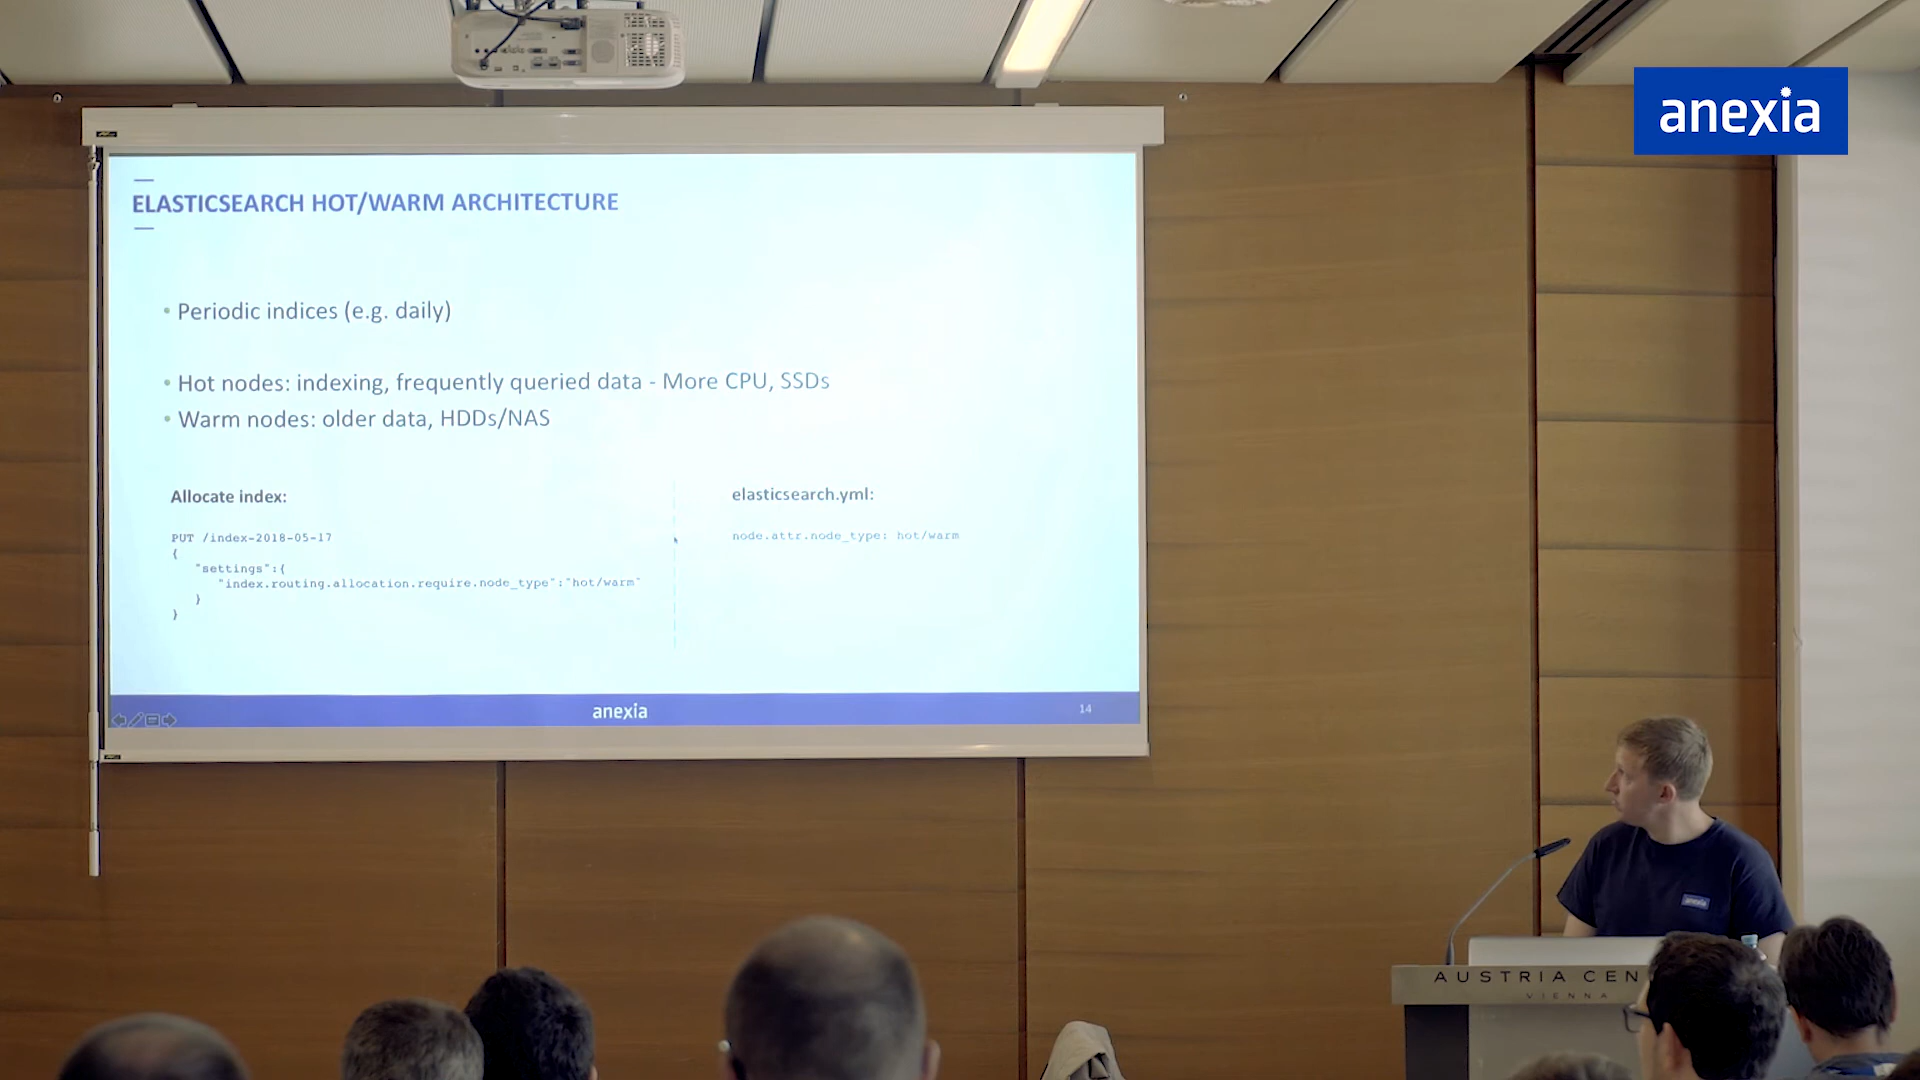 anexia
ELASTICSEARCH HOT/WARM ARCHITECTURE
• Periodic indices (e.g. daily)
• Hot nodes: indexing, frequently queried data - More CPU, SSDs
• Warm nodes: older data, HDDs/NAS
Allocate index:
PUT /index-2018-05-17
{
"settings":{
"index.routing.allocation.require.node_type":"hot/warm"
}
}
elasticsearch.yml:
node.attr.node_type: hot/warm
anexia
14
anexia
AUSTRIA CEN
VIENNA